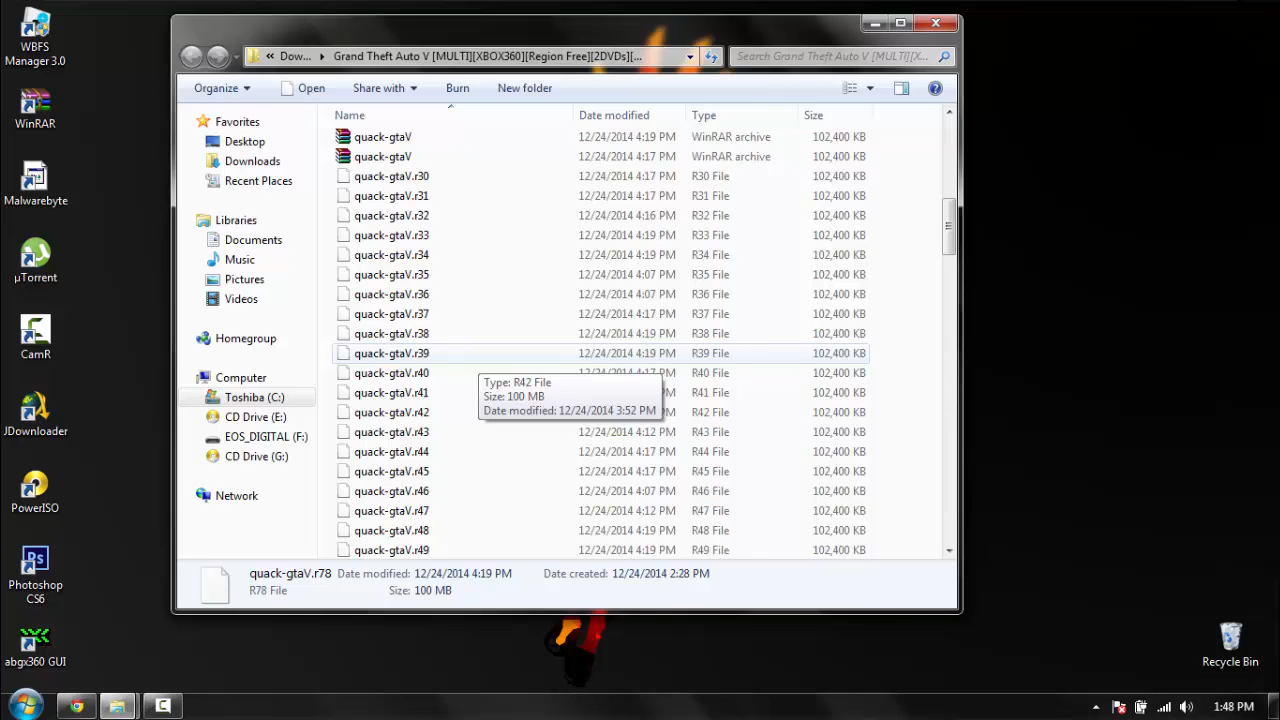 WBFS
Manager 3.0
WinRAR
Malwarebyte
µTorrent
CamR
JDownloader
PowerISO
Photoshop
CS6
abgx360 GUI
« Dow... ▸ Grand Theft Auto V [MULTI][XBOX360][Region Free][2DVDs][...
Search Grand Theft Auto V [MULTI][X...
Organize Open Share with Burn New folder
Favorites
Desktop
Downloads
Recent Places
Libraries
Documents
Music
Pictures
Videos
Homegroup
Computer
Toshiba (C:)
CD Drive (E:)
EOS_DIGITAL (F:)
CD Drive (G:)
Network
Name Date modified Type Size
quack-gtaV 12/24/2014 4:19 PM WinRAR archive 102,400 KB
quack-gtaV 12/24/2014 4:17 PM WinRAR archive 102,400 KB
quack-gtaV.r30 12/24/2014 4:17 PM R30 File 102,400 KB
quack-gtaV.r31 12/24/2014 4:17 PM R31 File 102,400 KB
quack-gtaV.r32 12/24/2014 4:16 PM R32 File 102,400 KB
quack-gtaV.r33 12/24/2014 4:19 PM R33 File 102,400 KB
quack-gtaV.r34 12/24/2014 4:19 PM R34 File 102,400 KB
quack-gtaV.r35 12/24/2014 4:07 PM R35 File 102,400 KB
quack-gtaV.r36 12/24/2014 4:07 PM R36 File 102,400 KB
quack-gtaV.r37 12/24/2014 4:19 PM R37 File 102,400 KB
quack-gtaV.r38 12/24/2014 4:19 PM R38 File 102,400 KB
quack-gtaV.r39 12/24/2014 4:19 PM R39 File 102,400 KB
quack-gtaV.r40 12/24/2014 4:17 PM R40 File 102,400 KB
quack-gtaV.r41 R41 File 102,400 KB
quack-gtaV.r42 R42 File 102,400 KB
quack-gtaV.r43 12/24/2014 4:12 PM R43 File 102,400 KB
quack-gtaV.r44 12/24/2014 4:17 PM R44 File 102,400 KB
quack-gtaV.r45 12/24/2014 4:17 PM R45 File 102,400 KB
quack-gtaV.r46 12/24/2014 4:07 PM R46 File 102,400 KB
quack-gtaV.r47 12/24/2014 4:12 PM R47 File 102,400 KB
quack-gtaV.r48 12/24/2014 4:19 PM R48 File 102,400 KB
quack-gtaV.r49 12/24/2014 4:19 PM R49 File 102,400 KB
Type: R42 File
Size: 100 MB
Date modified: 12/24/2014 3:52 PM
quack-gtaV.r78 Date modified: 12/24/2014 4:19 PM Date created: 12/24/2014 2:28 PM
R78 File Size: 100 MB
Recycle Bin
1:48 PM